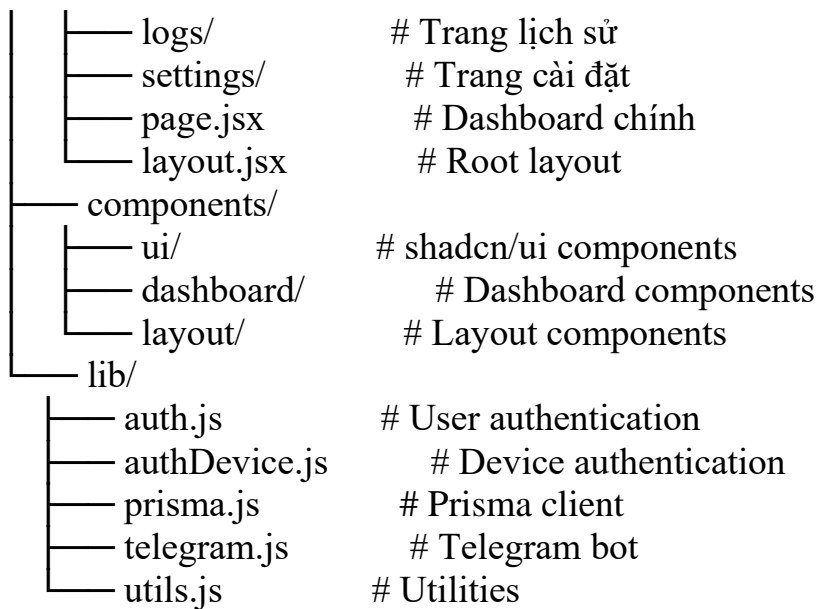 │   ├── logs/ # Trang lịch sử
│   ├── settings/ # Trang cài đặt
│   ├── page.jsx # Dashboard chính
│   └── layout.jsx # Root layout
├── components/
│   ├── ui/ # shadcn/ui components
│   ├── dashboard/ # Dashboard components
│   └── layout/ # Layout components
└── lib/
    ├── auth.js # User authentication
    ├── authDevice.js # Device authentication
    ├── prisma.js # Prisma client
    ├── telegram.js # Telegram bot
    └── utils.js # Utilities